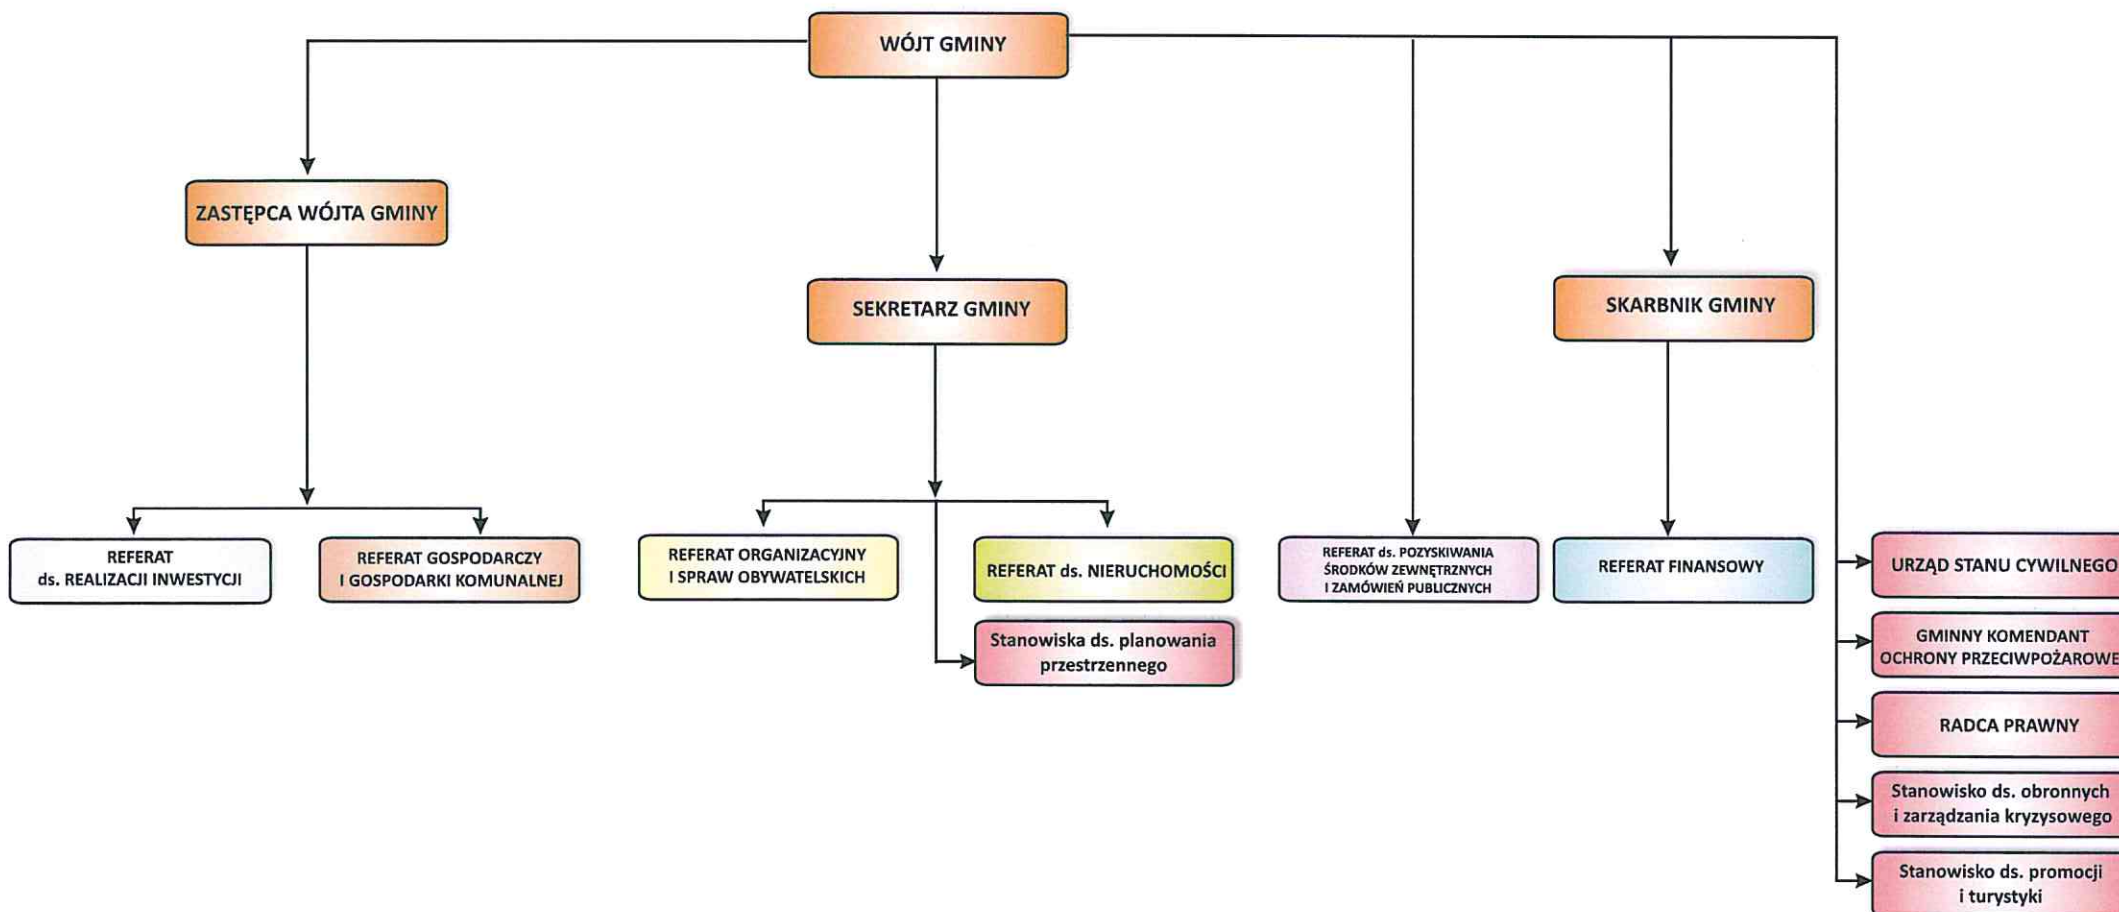 WÓJT GMINY
ZASTĘPCA WÓJTA GMINY
SEKRETARZ GMINY
SKARBNIK GMINY
REFERAT
ds. REALIZACJI INWESTYCJI
REFERAT GOSPODARCZY
I GOSPODARKI KOMUNALNEJ
REFERAT ORGANIZACYJNY
I SPRAW OBYWATELSKICH
REFERAT ds. NIERUCHOMOŚCI
Stanowiska ds. planowania
przestrzennego
REFERAT ds. POZYSKIWANIA
ŚRODKÓW ZEWNĘTRZNYCH
I ZAMÓWIEŃ PUBLICZNYCH
REFERAT FINANSOWY
URZĄD STANU CYWILNEGO
GMINNY KOMENDANT
OCHRONY PRZECIWPOŻAROWE
RADCA PRAWNY
Stanowisko ds. obronnych
i zarządzania kryzysowego
Stanowisko ds. promocji
i turystyki